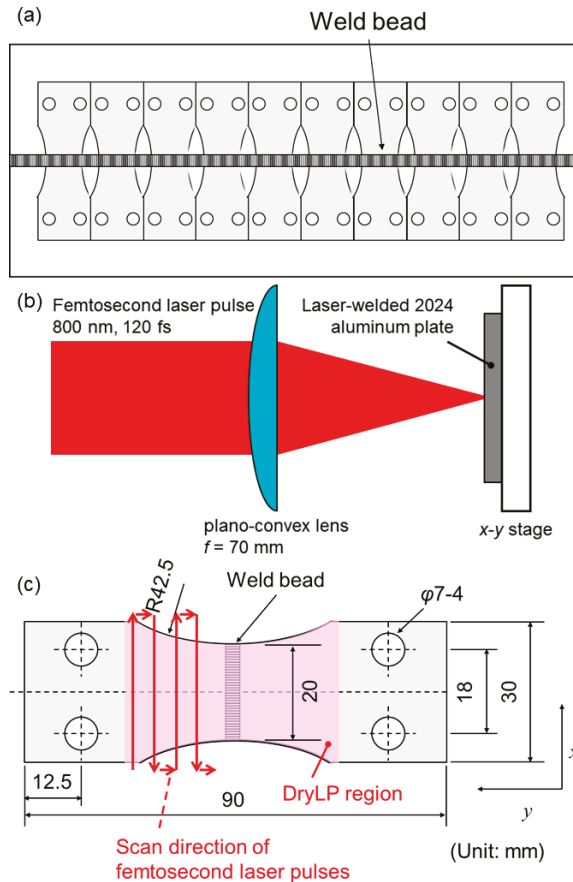 (a)
Weld bead
(b)
Femtosecond laser pulse
800 nm, 120 fs
Laser-welded 2024
aluminum plate
plano-convex lens
f = 70 mm
x-y stage
(c)
Weld bead
R42.5
φ7-4
20
18
30
x
12.5
DryLP region
y
90
Scan direction of
femtosecond laser pulses
(Unit: mm)